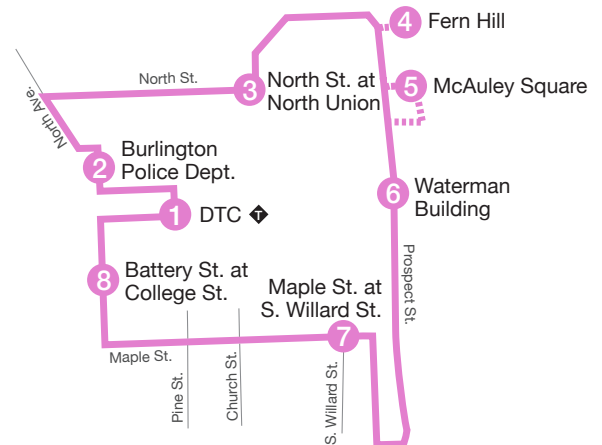 4 Fern Hill
North St.
3 North St. at
North Union
5 McAuley Square
North Ave.
2 Burlington
Police Dept.
6 Waterman
Building
1 DTC T
Prospect St.
8 Battery St. at
College St.
Maple St. at
S. Willard St.
7
Maple St.
Pine St.
Church St.
S. Willard St.